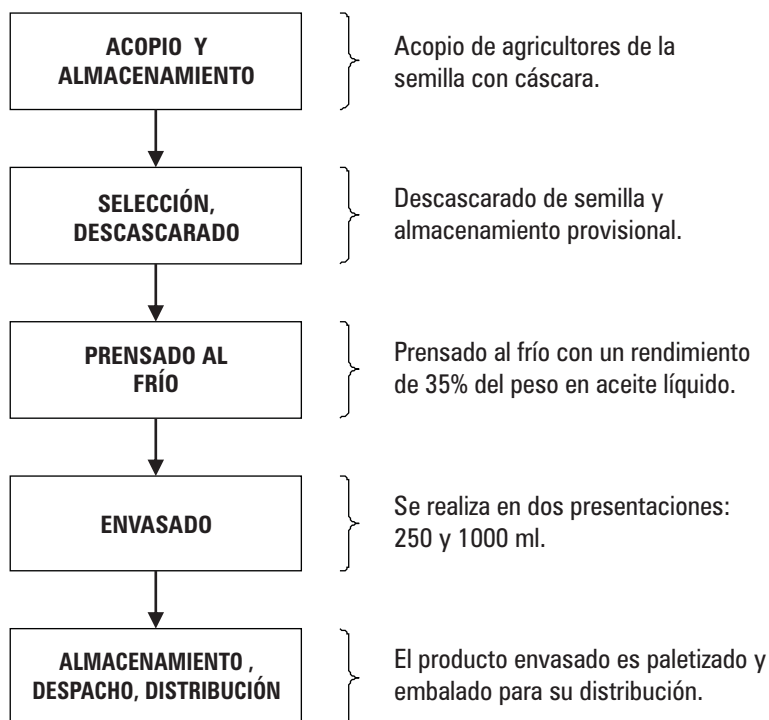 ACOPIO Y
ALMACENAMIENTO
Acopio de agricultores de la
semilla con cáscara.
SELECCIÓN,
DESCASCARADO
Descascarado de semilla y
almacenamiento provisional.
PRENSADO AL
FRÍO
Prensado al frío con un rendimiento
de 35% del peso en aceite líquido.
ENVASADO
Se realiza en dos presentaciones:
250 y 1000 ml.
ALMACENAMIENTO ,
DESPACHO, DISTRIBUCIÓN
El producto envasado es paletizado y
embalado para su distribución.